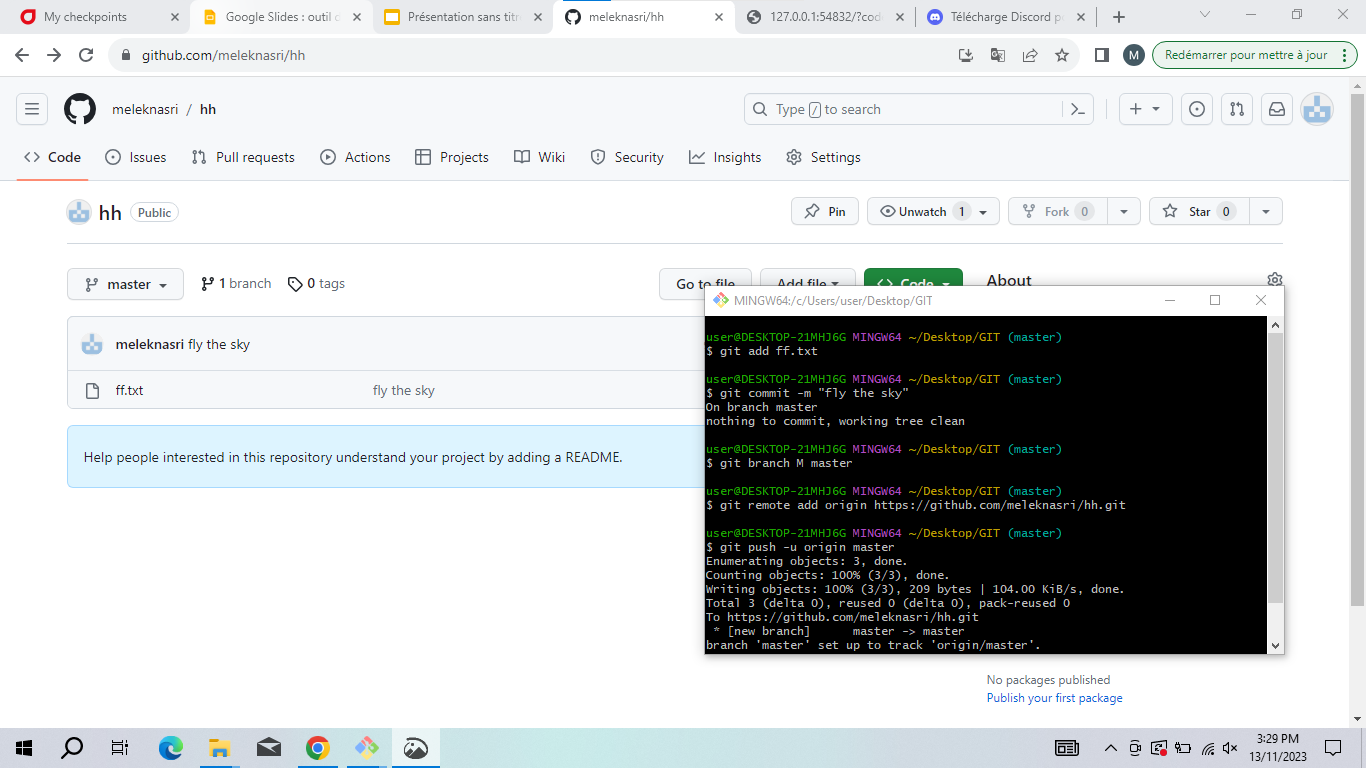 My checkpoints
Google Slides : outil d
Présentation sans titr
meleknasri/hh
127.0.0.1:54832/?cod
Télécharge Discord p
github.com/meleknasri/hh
M
Redémarrer pour mettre à jour
meleknasri / hh
Type / to search
Code
Issues
Pull requests
Actions
Projects
Wiki
Security
Insights
Settings
hh Public
Pin
Unwatch 1
Fork 0
Star 0
master
1 branch
0 tags
Go to file
Add file
Code
About
meleknasri fly the sky
ff.txt
fly the sky
Help people interested in this repository understand your project by adding a README.
MINGW64:/c/Users/user/Desktop/GIT
user@DESKTOP-21MHJ6G MINGW64 ~/Desktop/GIT (master)
$ git add ff.txt
user@DESKTOP-21MHJ6G MINGW64 ~/Desktop/GIT (master)
$ git commit -m "fly the sky"
On branch master
nothing to commit, working tree clean
user@DESKTOP-21MHJ6G MINGW64 ~/Desktop/GIT (master)
$ git branch M master
user@DESKTOP-21MHJ6G MINGW64 ~/Desktop/GIT (master)
$ git remote add origin https://github.com/meleknasri/hh.git
user@DESKTOP-21MHJ6G MINGW64 ~/Desktop/GIT (master)
$ git push -u origin master
Enumerating objects: 3, done.
Counting objects: 100% (3/3), done.
Writing objects: 100% (3/3), 209 bytes | 104.00 KiB/s, done.
Total 3 (delta 0), reused 0 (delta 0), pack-reused 0
To https://github.com/meleknasri/hh.git
 * [new branch]      master -> master
branch 'master' set up to track 'origin/master'.
No packages published
Publish your first package
3:29 PM
13/11/2023